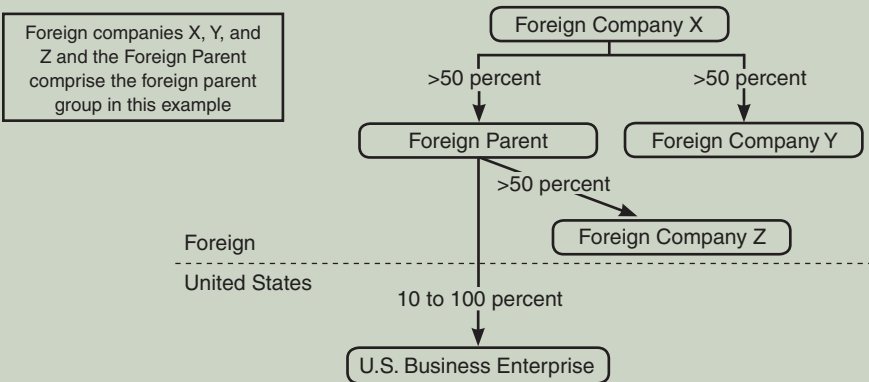 Foreign companies X, Y, and
Z and the Foreign Parent
comprise the foreign parent
group in this example
Foreign Company X
>50 percent
>50 percent
Foreign Parent
Foreign Company Y
>50 percent
Foreign Company Z
Foreign
United States
10 to 100 percent
U.S. Business Enterprise